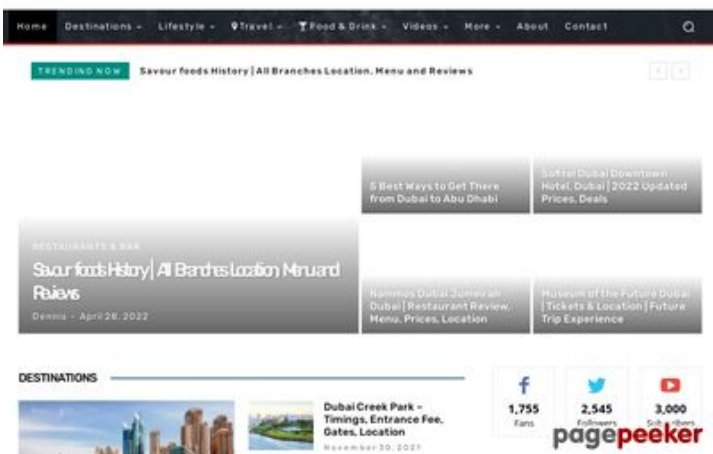 Home Destinations Lifestyle Travel Food & Drink Videos More About Contact
TRENDING NOW Savour foods History | All Branches Location, Menu and Reviews
5 Best Ways to Get There
from Dubai to Abu Dhabi
Sofitel Dubai Downtown
Hotel, Dubai | 2022 Updated
Prices, Deals
RESTAURANTS & BAR
Savour foods History | All Branches Location, Menu and
Reviews
Dennis - April 28, 2022
Nammos Dubai Jumeirah
Dubai | Restaurant Review,
Menu, Prices, Location
Museum of the Future Dubai
| Tickets & Location | Future
Trip Experience
DESTINATIONS
Dubai Creek Park –
Timings, Entrance Fee,
Gates, Location
November 30, 2021
1,755
Fans
2,545
Followers
3,000
Subscribers
pagepeeker